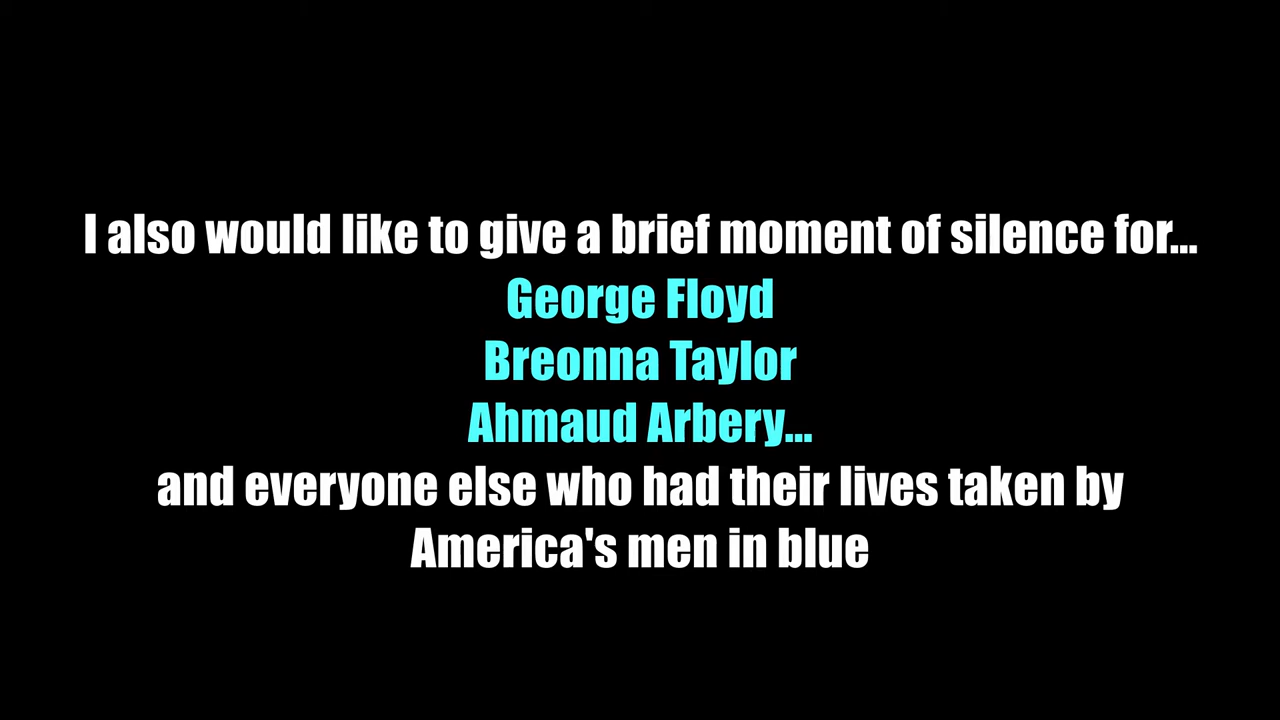 I also would like to give a brief moment of silence for...
George Floyd
Breonna Taylor
Ahmaud Arbery...
and everyone else who had their lives taken by
America's men in blue